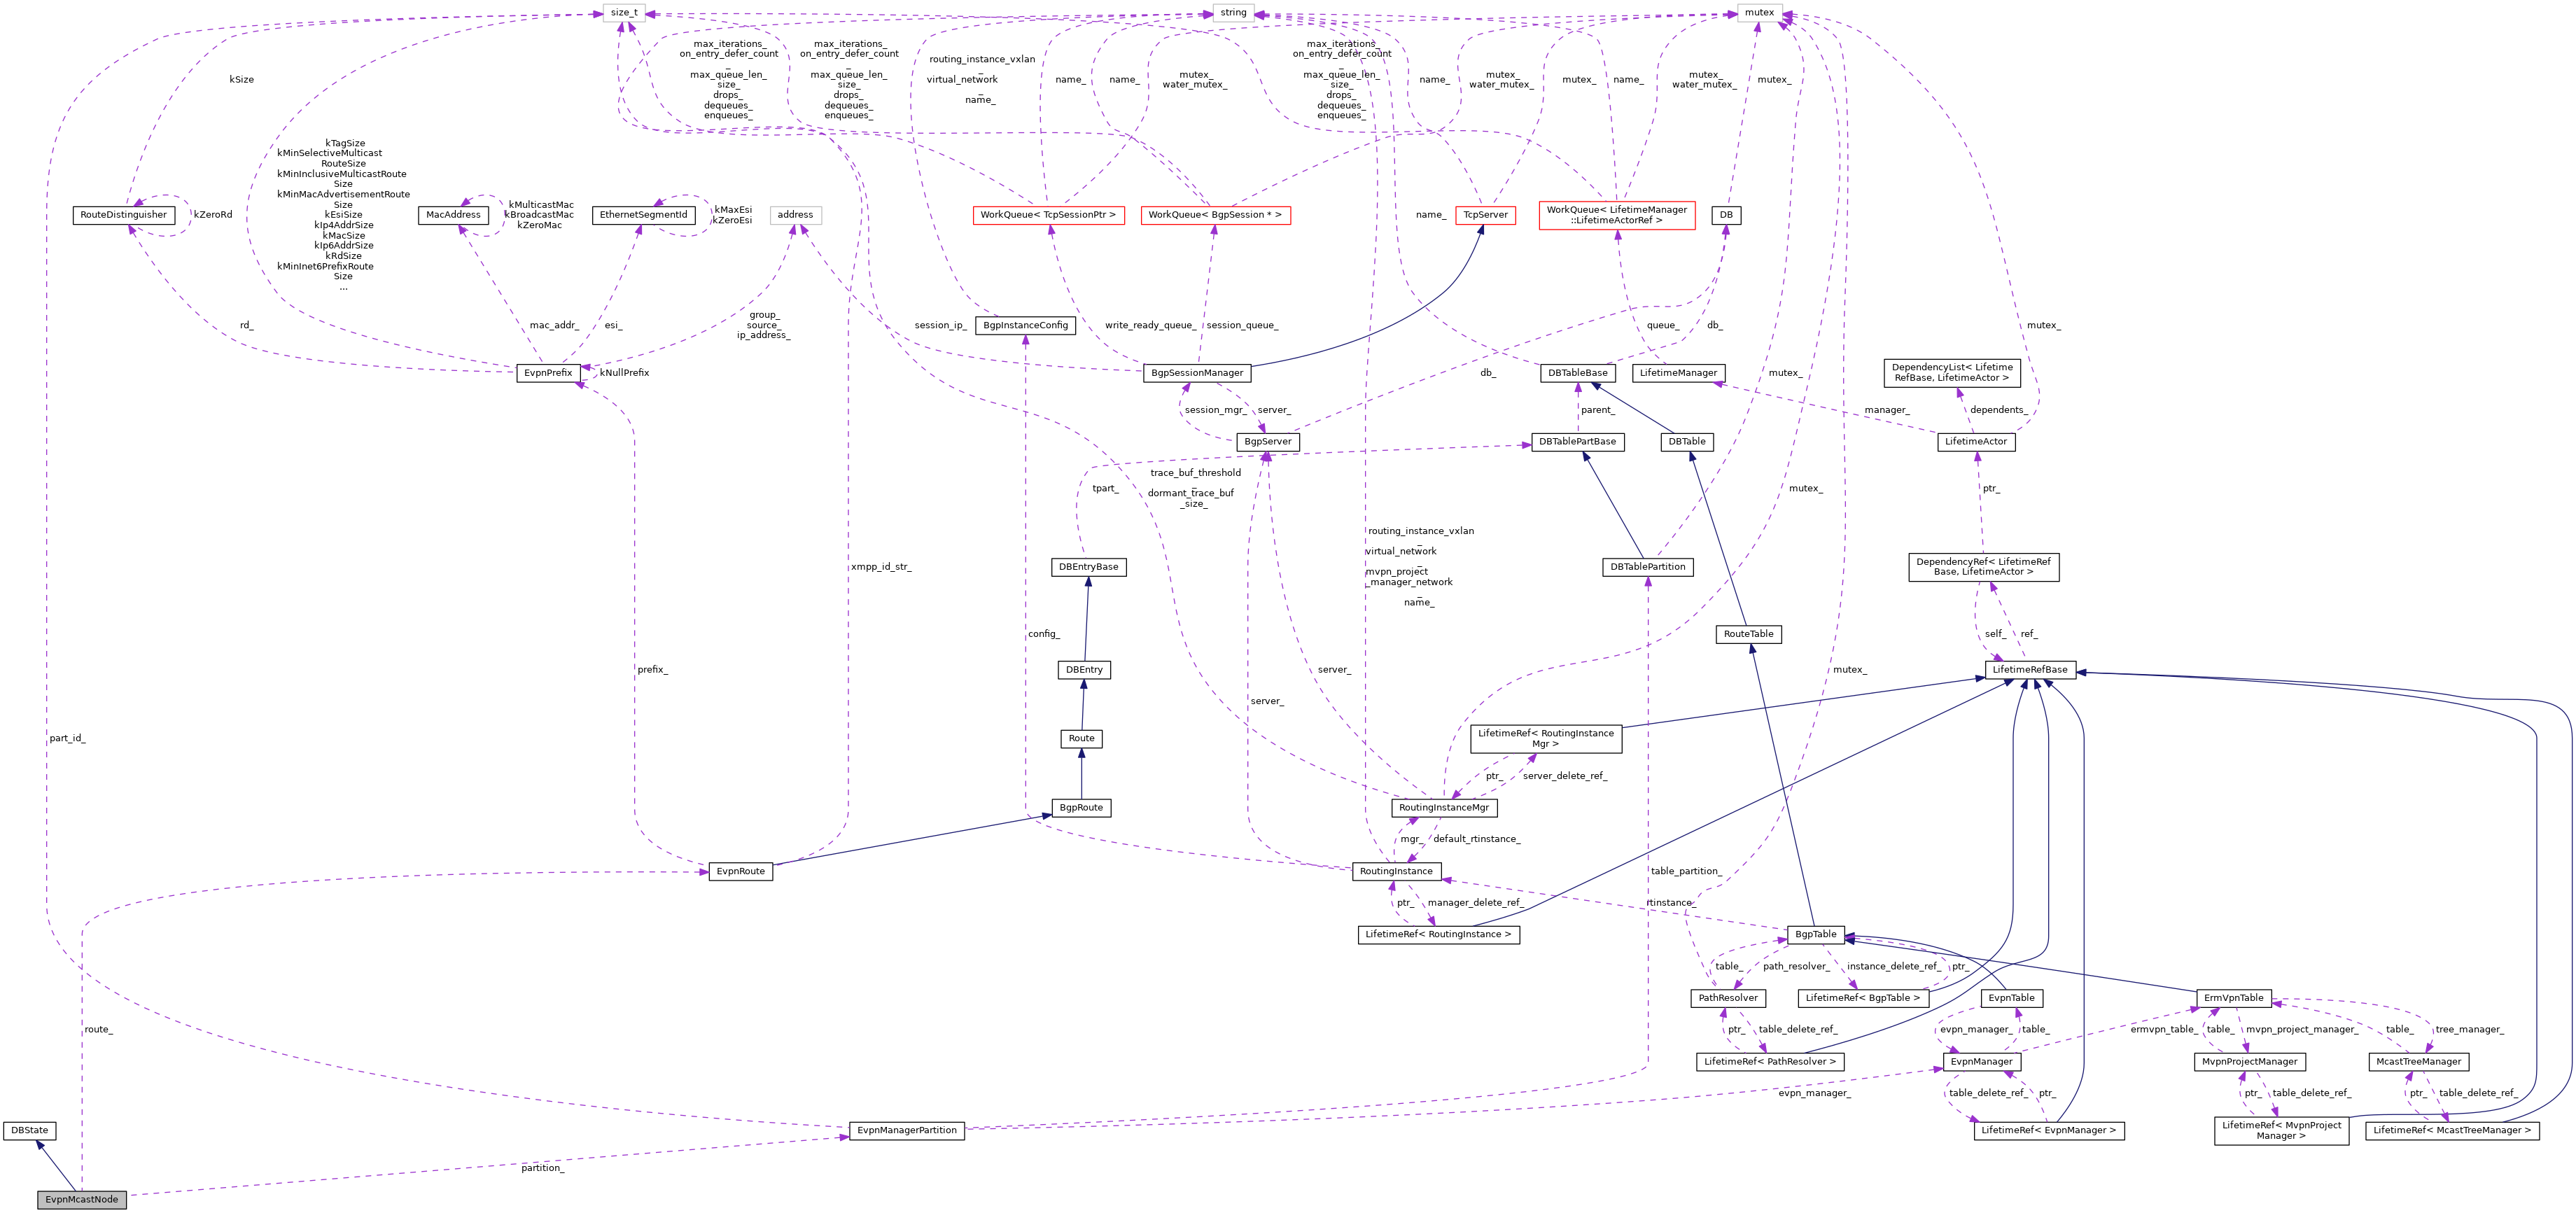 size_t
string
mutex
max_iterations_
on_entry_defer_count
_
max_queue_len_
size_
drops_
dequeues_
enqueues_
max_iterations_
on_entry_defer_count
_
max_queue_len_
size_
drops_
dequeues_
enqueues_
routing_instance_vxlan
_
virtual_network
_
name_
max_iterations_
on_entry_defer_count
_
max_queue_len_
size_
drops_
dequeues_
enqueues_
kSize
name_
name_
mutex_
water_mutex_
name_
mutex_
water_mutex_
mutex_
name_
mutex_
water_mutex_
mutex_
kTagSize
kMinSelectiveMulticast
RouteSize
kMinInclusiveMulticastRoute
Size
kMinMacAdvertisementRoute
Size
kEsiSize
kIp4AddrSize
kMacSize
kIp6AddrSize
kRdSize
kMinInet6PrefixRoute
Size
...
RouteDistinguisher
kZeroRd
MacAddress
kMulticastMac
kBroadcastMac
kZeroMac
EthernetSegmentId
kMaxEsi
kZeroEsi
address
WorkQueue< TcpSessionPtr >
WorkQueue< BgpSession * >
name_
TcpServer
WorkQueue< LifetimeManager
::LifetimeActorRef >
DB
rd_
mac_addr_
esi_
group_
source_
ip_address_
session_ip_
BgpInstanceConfig
write_ready_queue_
session_queue_
queue_
db_
mutex_
EvpnPrefix
kNullPrefix
BgpSessionManager
db_
DBTableBase
LifetimeManager
mutex_
DependencyList< Lifetime
RefBase, LifetimeActor >
session_mgr_
server_
parent_
manager_
dependents_
BgpServer
DBTablePartBase
DBTable
LifetimeActor
trace_buf_threshold
_
dormant_trace_buf
_size_
tpart_
mutex_
ptr_
routing_instance_vxlan
_
virtual_network
_
mvpn_project
_manager_network
_
name_
DBEntryBase
xmpp_id_str_
DBTablePartition
DependencyRef< LifetimeRef
Base, LifetimeActor >
config_
RouteTable
self_
ref_
prefix_
DBEntry
server_
mutex_
LifetimeRefBase
server_
part_id_
Route
LifetimeRef< RoutingInstance
Mgr >
ptr_
server_delete_ref_
BgpRoute
RoutingInstanceMgr
mgr_
default_rtinstance_
EvpnRoute
RoutingInstance
table_partition_
ptr_
manager_delete_ref_
rtinstance_
LifetimeRef< RoutingInstance >
BgpTable
table_
path_resolver_
instance_delete_ref_
ptr_
PathResolver
LifetimeRef< BgpTable >
EvpnTable
ErmVpnTable
route_
ptr_
table_delete_ref_
evpn_manager_
table_
ermvpn_table_
table_
mvpn_project_manager_
table_
tree_manager_
LifetimeRef< PathResolver >
EvpnManager
MvpnProjectManager
McastTreeManager
evpn_manager_
table_delete_ref_
ptr_
ptr_
table_delete_ref_
ptr_
table_delete_ref_
DBState
EvpnManagerPartition
LifetimeRef< EvpnManager >
LifetimeRef< MvpnProject
Manager >
LifetimeRef< McastTreeManager >
partition_
EvpnMcastNode